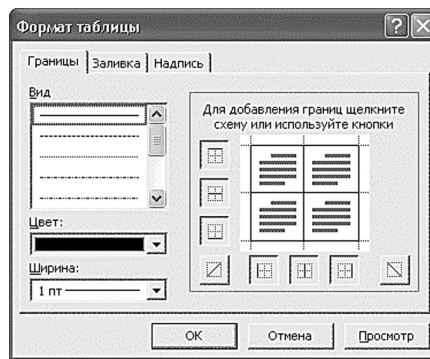 Формат таблицы
Границы Заливка Надпись
Вид
Для добавления границ щелкните
схему или используйте кнопки
Цвет:
Ширина:
1 пт
ОК Отмена Просмотр